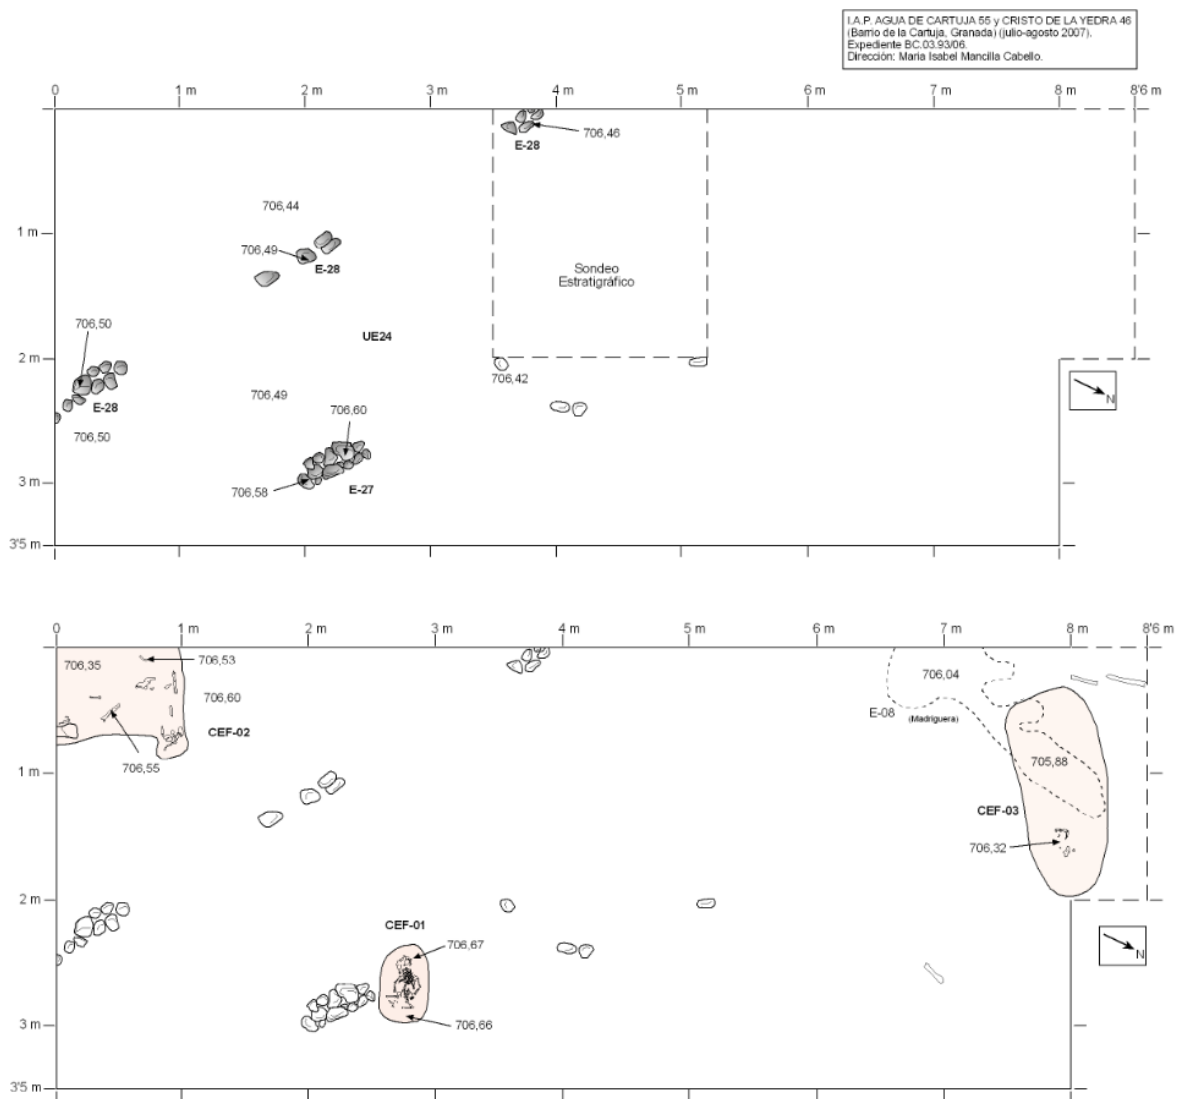 I.A.P. AGUA DE CARTUJA 55 y CRISTO DE LA YEDRA 46
(Barrio de la Cartuja, Granada) (julio-agosto 2007).
Expediente BC.03.93/06.
Dirección: Maria Isabel Mancilla Cabello.
0 1 m 2 m 3 m 4 m 5 m 6 m 7 m 8 m 8'6 m
706,46
E-28
706,44
1 m
706,49
E-28
Sondeo
Estratigráfico
706,50
UE24
2 m
706,42
706,49
E-28
706,60
N
706,50
3 m
706,58
E-27
3'5 m
0 1 m 2 m 3 m 4 m 5 m 6 m 7 m 8 m 8'6 m
706,35
706,53
706,04
706,60
E-08
(Madriguera)
CEF-02
706,55
705,88
1 m
CEF-03
706,32
2 m
CEF-01
706,67
N
3 m
706,66
3'5 m